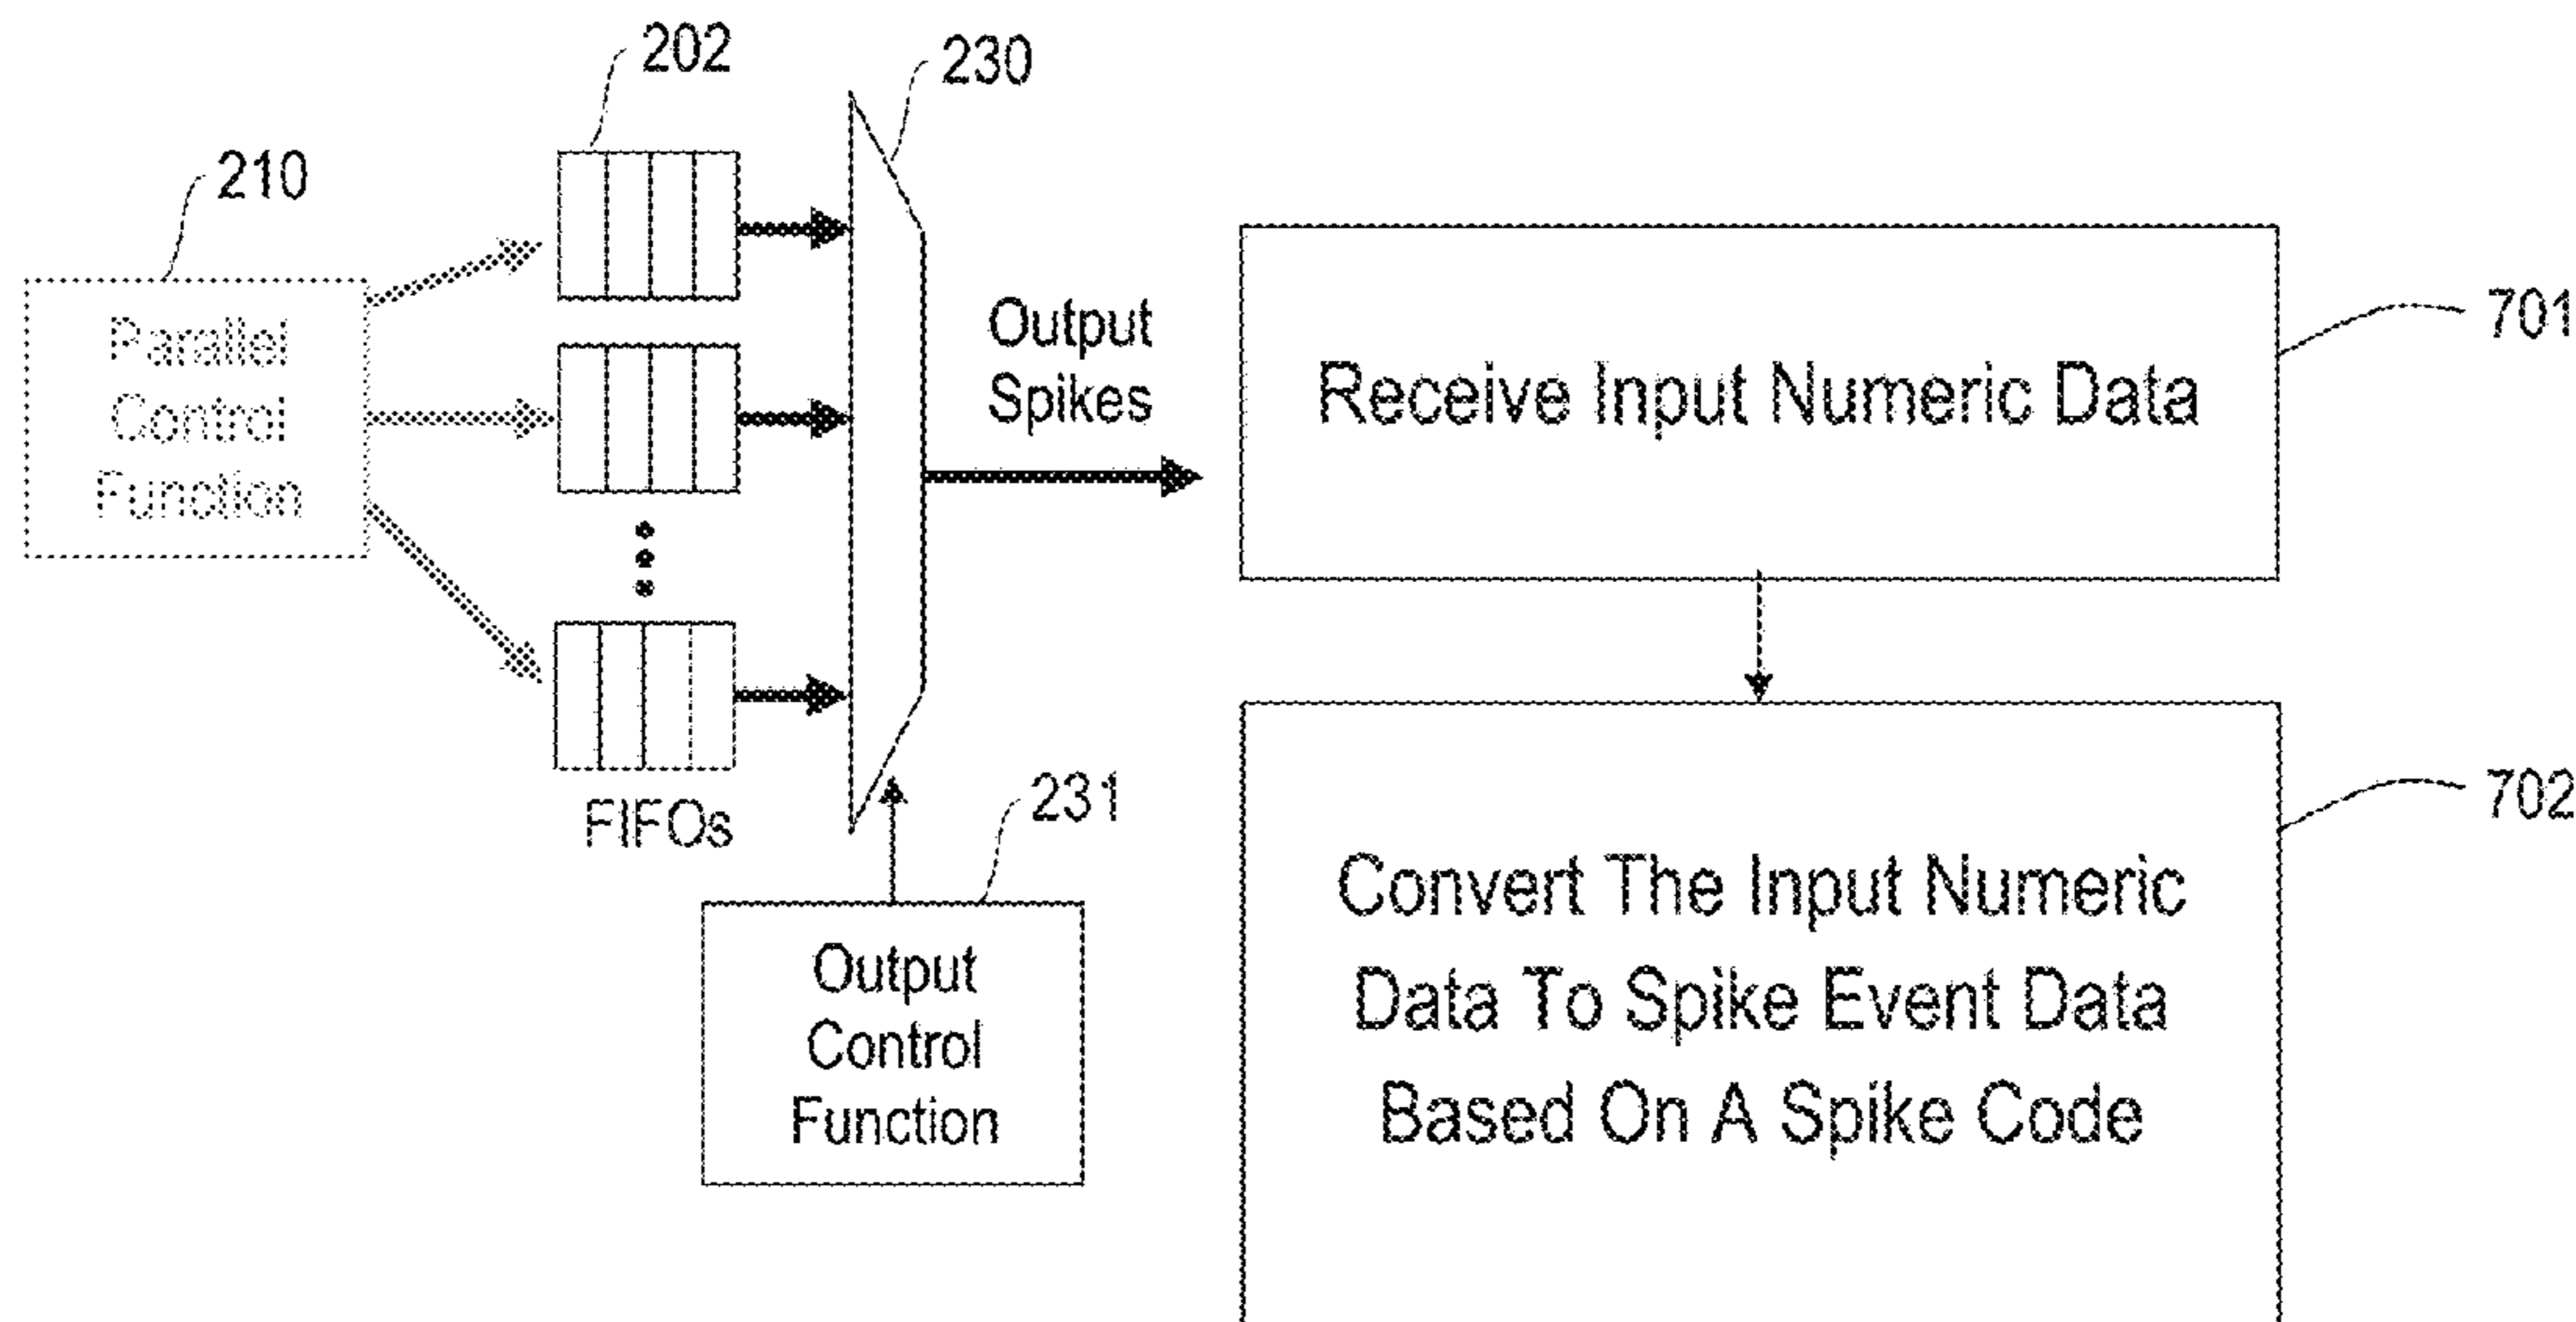 202
230
210
Parallel
Control
Function
FIFOs
Output
Spikes
231
Output
Control
Function
701
Receive Input Numeric Data
702
Convert The Input Numeric
Data To Spike Event Data
Based On A Spike Code